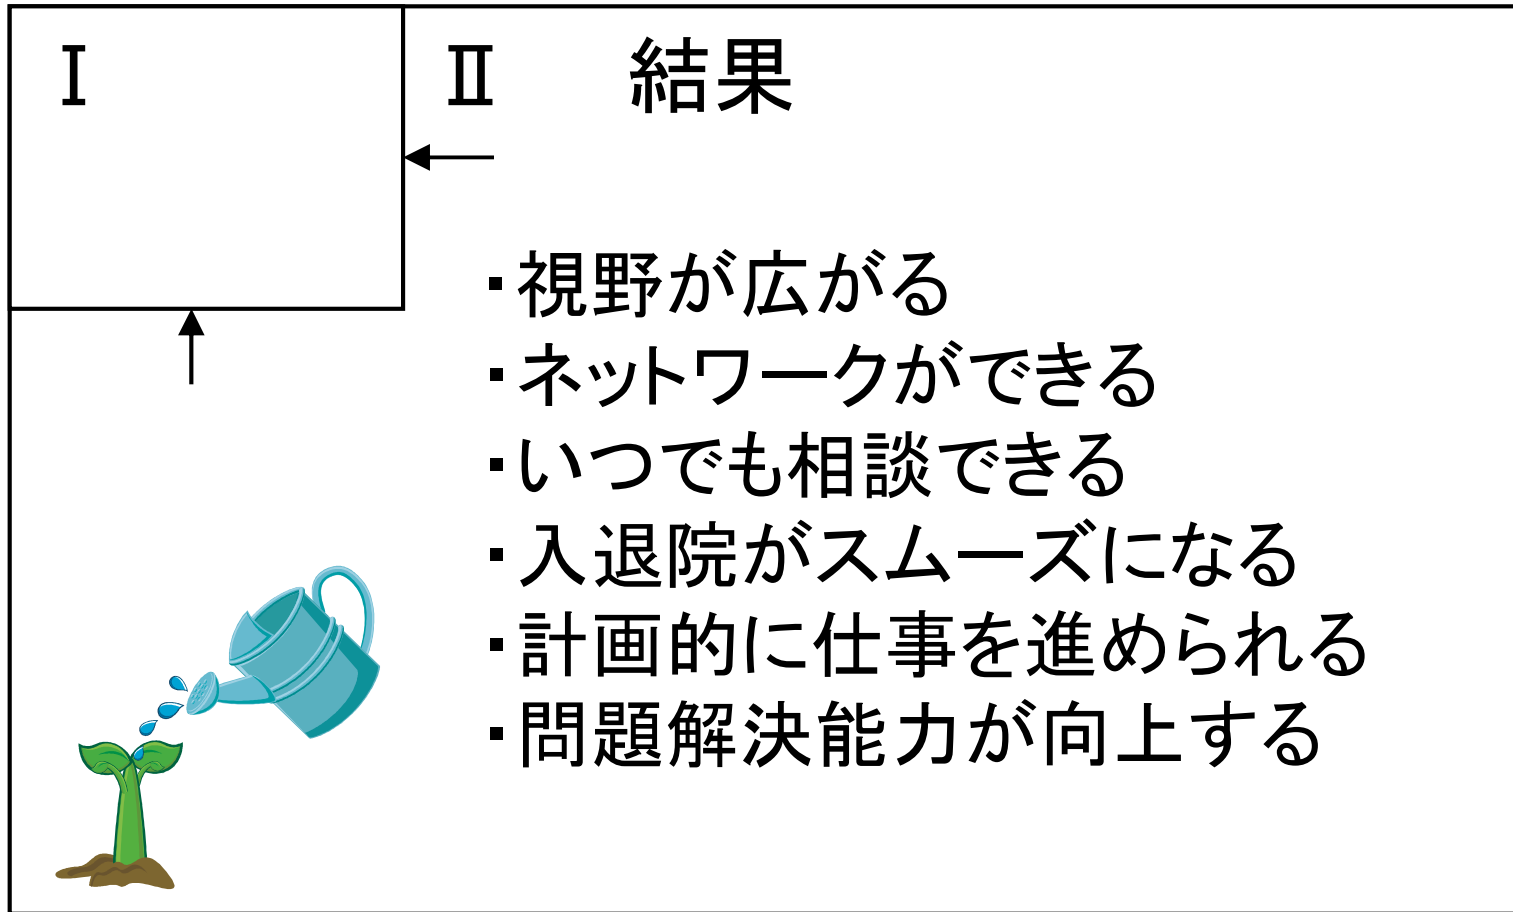 Ⅰ
Ⅱ 結果
・視野が広がる
・ネットワークができる
・いつでも相談できる
・入退院がスムーズになる
・計画的に仕事を進められる
・問題解決能力が向上する